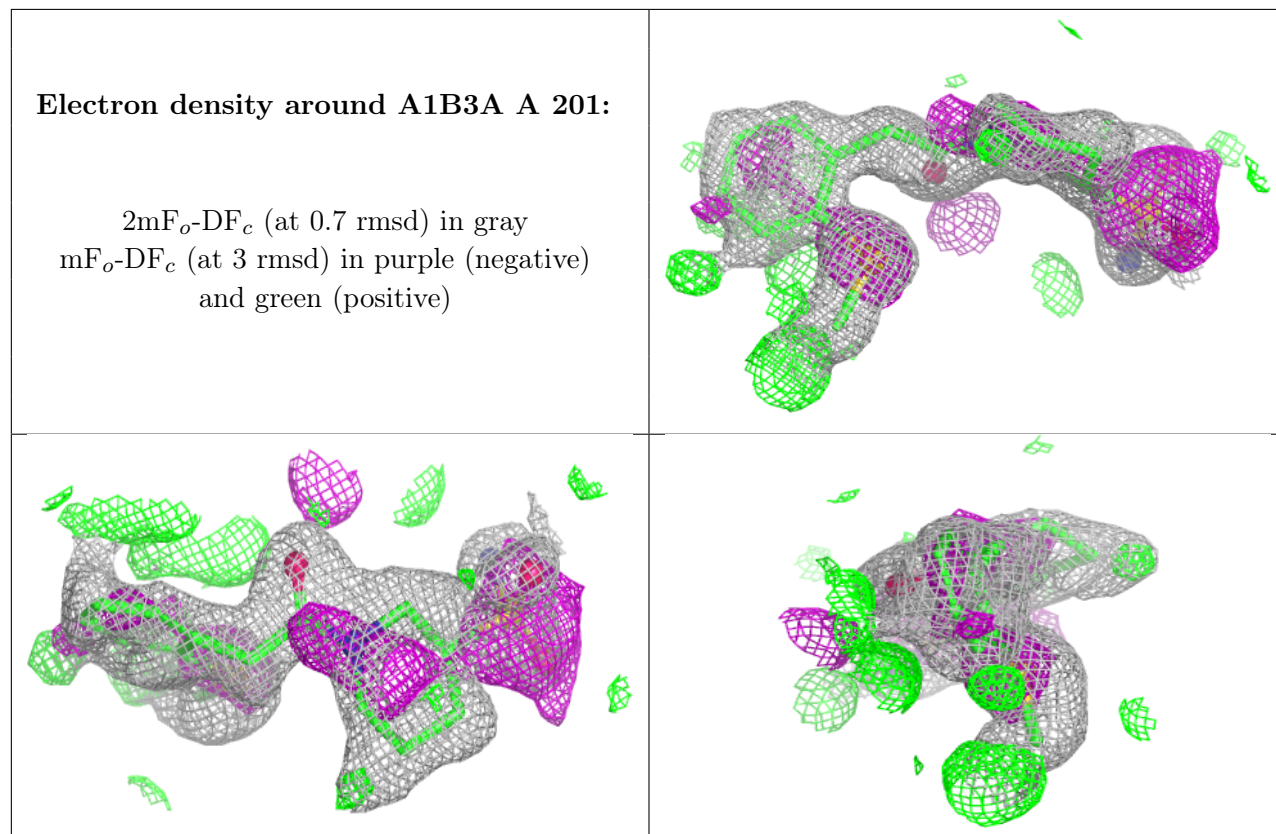 Electron density around A1B3A A 201:
2mFo-DFc (at 0.7 rmsd) in gray
mFo-DFc (at 3 rmsd) in purple (negative)
and green (positive)